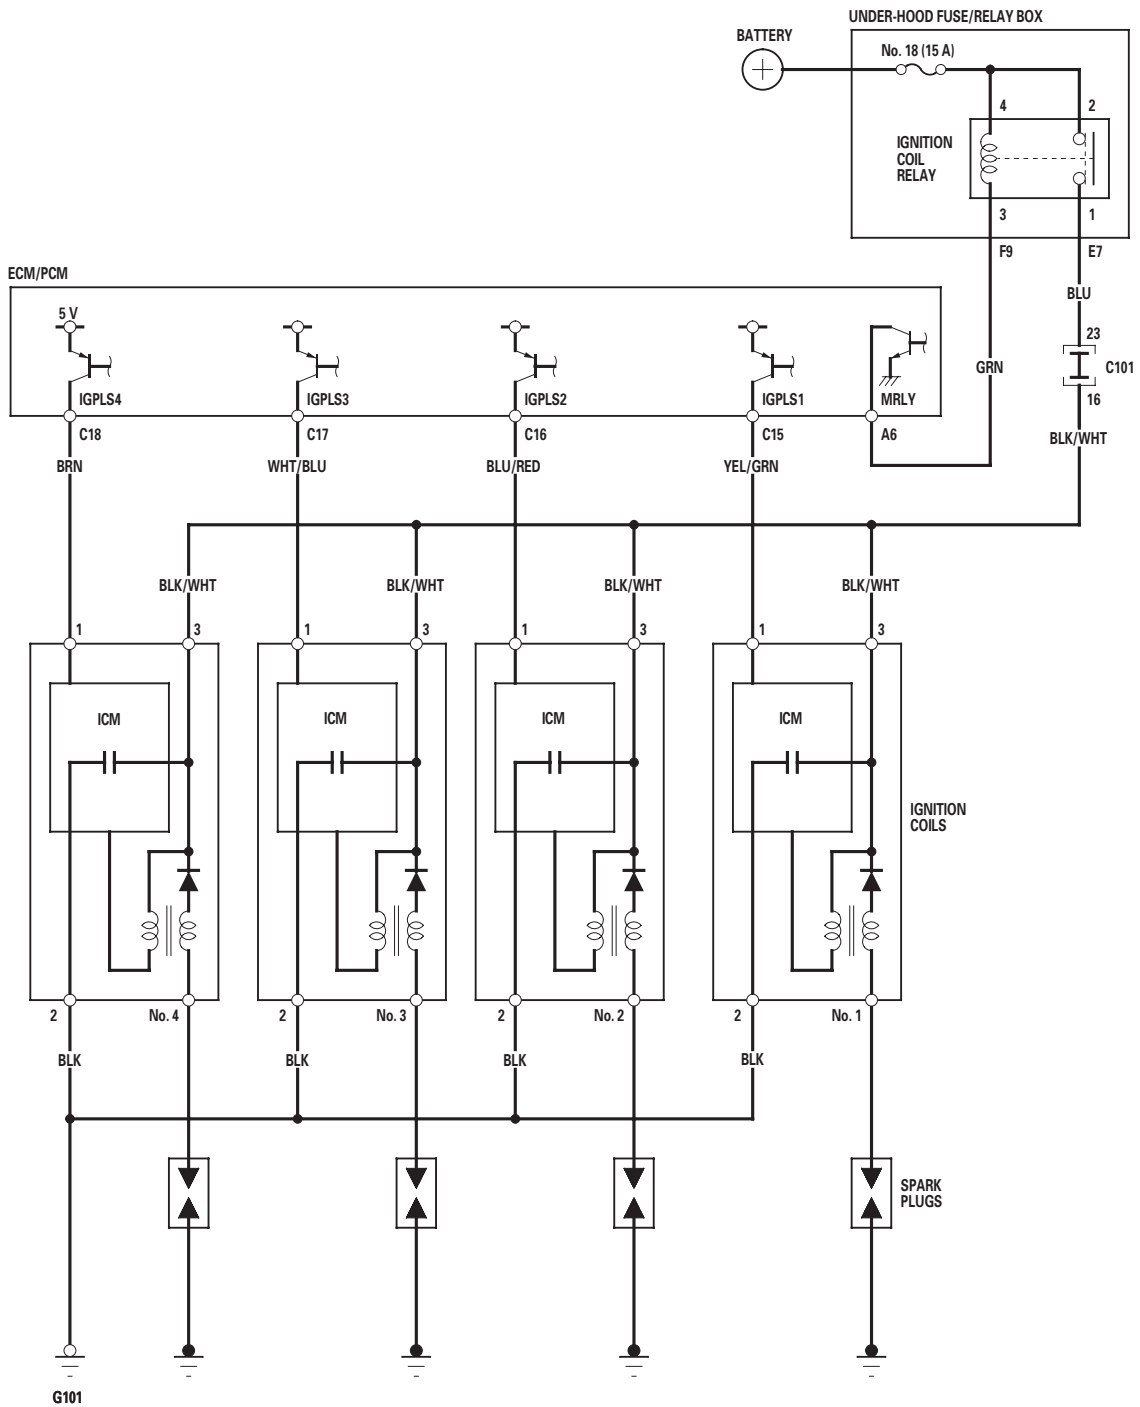 UNDER-HOOD FUSE/RELAY BOX
BATTERY
No. 18 (15 A)
4
2
IGNITION
COIL
RELAY
3
1
F9
E7
ECM/PCM
BLU
5 V
23
GRN
C101
IGPLS4
IGPLS3
IGPLS2
IGPLS1
MRLY
16
C18
C17
C16
C15
A6
BLK/WHT
BRN
WHT/BLU
BLU/RED
YEL/GRN
BLK/WHT
BLK/WHT
BLK/WHT
BLK/WHT
1
3
1
3
1
3
1
3
ICM
ICM
ICM
ICM
IGNITION
COILS
2
No. 4
2
No. 3
2
No. 2
2
No. 1
BLK
BLK
BLK
BLK
SPARK
PLUGS
G101